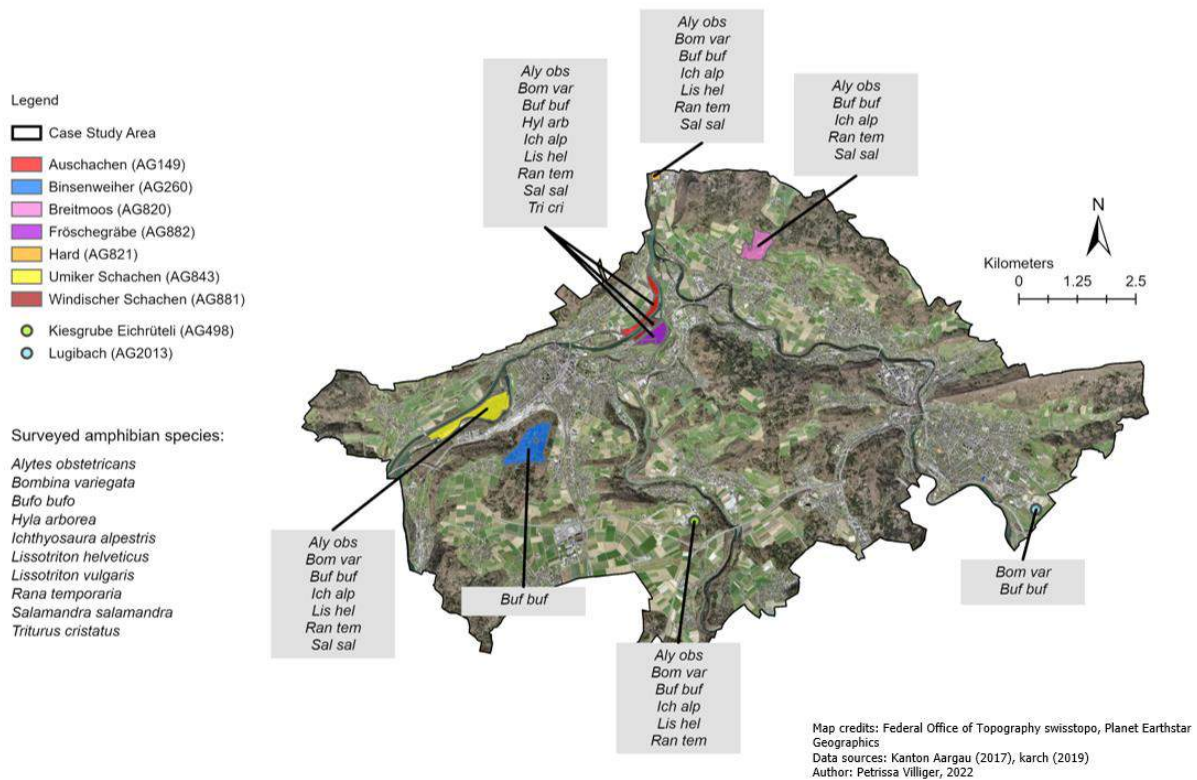 Aly obs
Bom var
Buf buf
Ich alp
Lis hel
Ran tem
Sal sal
Aly obs
Bom var
Buf buf
Hyl arb
Ich alp
Lis hel
Ran tem
Sal sal
Tri cri
Aly obs
Buf buf
Ich alp
Ran tem
Sal sal
Legend
Case Study Area
Auschachen (AG149)
Binsenweiher (AG260)
Breitmoos (AG820)
Fröschegräbe (AG882)
Hard (AG821)
Umiker Schachen (AG843)
Windischer Schachen (AG881)
Kiesgrube Eichrüteli (AG498)
Lugibach (AG2013)
N
Kilometers
0 1.25 2.5
Surveyed amphibian species:
Alytes obstetricans
Bombina variegata
Bufo bufo
Hyla arborea
Ichthyosaura alpestris
Lissotriton helveticus
Lissotriton vulgaris
Rana temporaria
Salamandra salamandra
Triturus cristatus
Aly obs
Bom var
Buf buf
Ich alp
Lis hel
Ran tem
Sal sal
Buf buf
Bom var
Buf buf
Aly obs
Bom var
Buf buf
Ich alp
Lis hel
Ran tem
Map credits: Federal Office of Topography swisstopo, Planet Earthstar
Geographics
Data sources: Kanton Aargau (2017), karch (2019)
Author: Petrissa Villiger, 2022